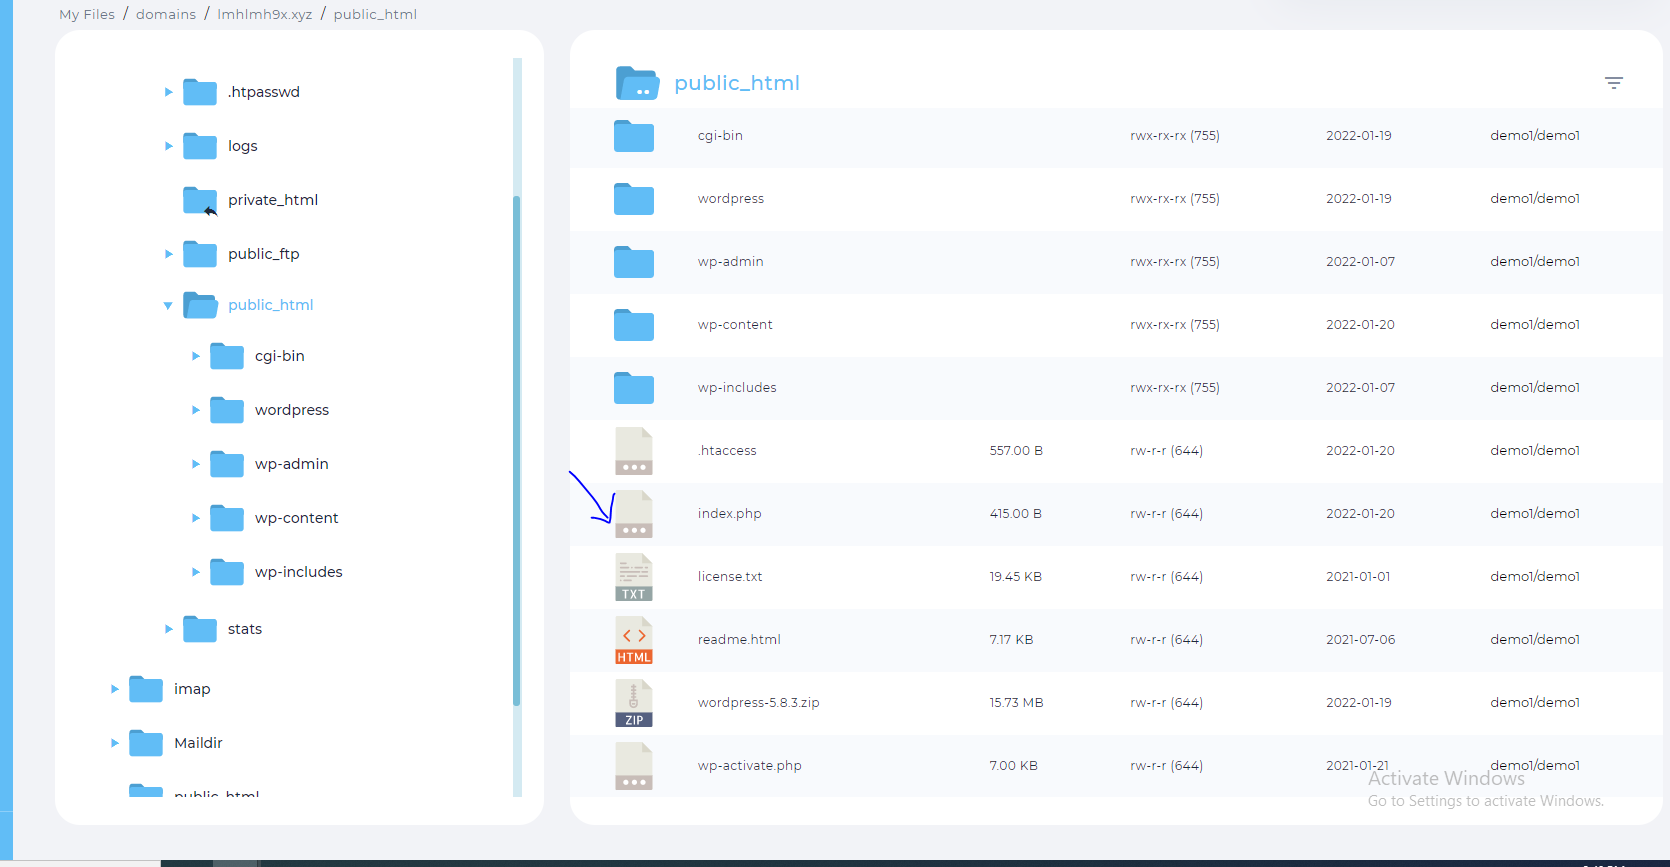 My Files / domains / lmhlmh9x.xyz / public_html
.htpasswd
logs
private_html
public_ftp
public_html
cgi-bin
wordpress
wp-admin
wp-content
wp-includes
stats
imap
Maildir
public_html
public_html
cgi-bin rwx-rx-rx (755) 2022-01-19 demo1/demo1
wordpress rwx-rx-rx (755) 2022-01-19 demo1/demo1
wp-admin rwx-rx-rx (755) 2022-01-07 demo1/demo1
wp-content rwx-rx-rx (755) 2022-01-20 demo1/demo1
wp-includes rwx-rx-rx (755) 2022-01-07 demo1/demo1
.htaccess 557.00 B rw-r-r (644) 2022-01-20 demo1/demo1
index.php 415.00 B rw-r-r (644) 2022-01-20 demo1/demo1
TXT license.txt 19.45 KB rw-r-r (644) 2021-01-01 demo1/demo1
HTML readme.html 7.17 KB rw-r-r (644) 2021-07-06 demo1/demo1
ZIP wordpress-5.8.3.zip 15.73 MB rw-r-r (644) 2022-01-19 demo1/demo1
wp-activate.php 7.00 KB rw-r-r (644) 2021-01-21 demo1/demo1
Activate Windows
Go to Settings to activate Windows.